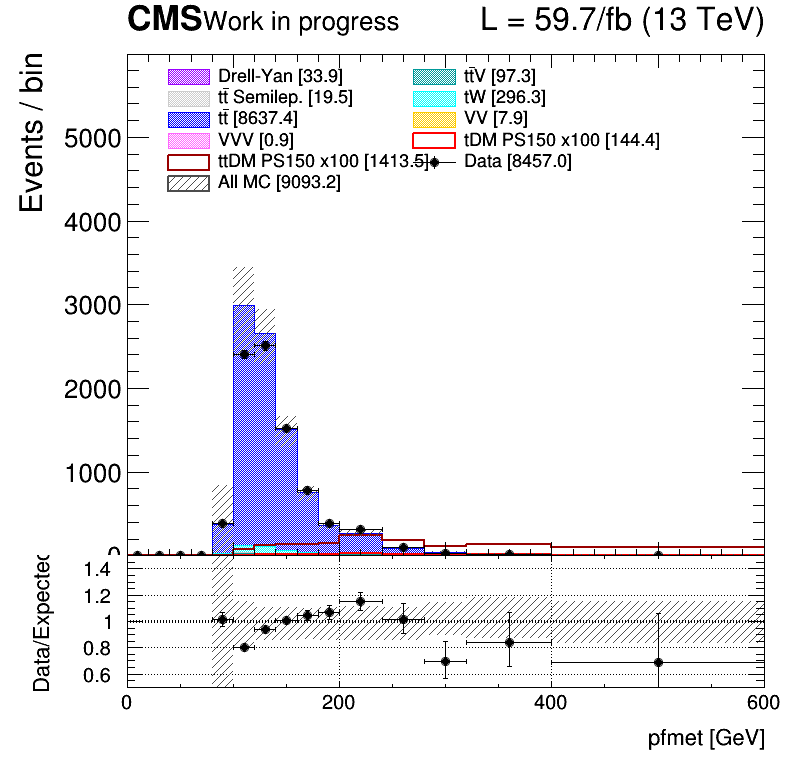 CMS Work in progress L = 59.7/fb (13 TeV)
Events / bin
Drell-Yan [33.9] tt̄V [97.3]
tt̄ Semilep. [19.5] tW [296.3]
tt̄ [8637.4] VV [7.9]
VVV [0.9] tDM PS150 x100 [144.4]
ttDM PS150 x100 [1413.5] Data [8457.0]
All MC [9093.2]
5000
4000
3000
2000
1000
0
Data/Expected
1.4
1.2
1
0.8
0.6
0 200 400 600
pfmet [GeV]